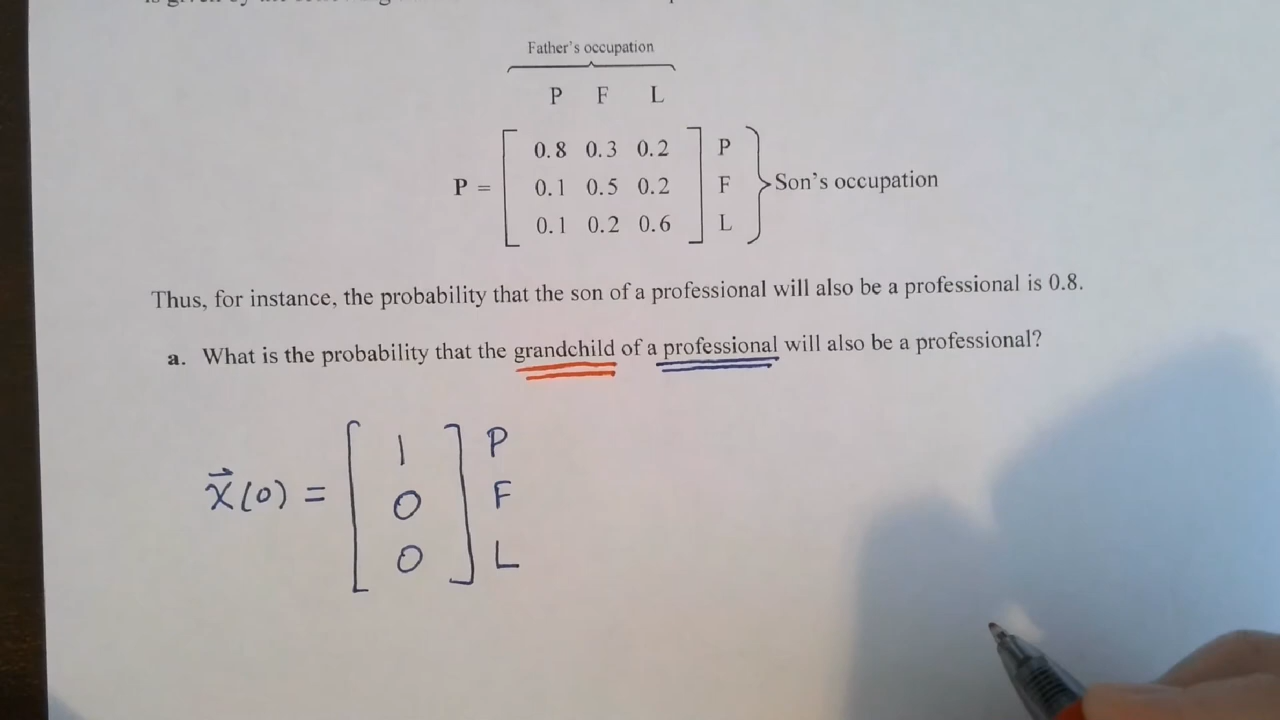 Father's occupation
P F L
0.8 0.3 0.2 P
P = 0.1 0.5 0.2 F Son's occupation
0.1 0.2 0.6 L
Thus, for instance, the probability that the son of a professional will also be a professional is 0.8.
a. What is the probability that the grandchild of a professional will also be a professional?
1 P
x⃗(0) = 0 F
0 L